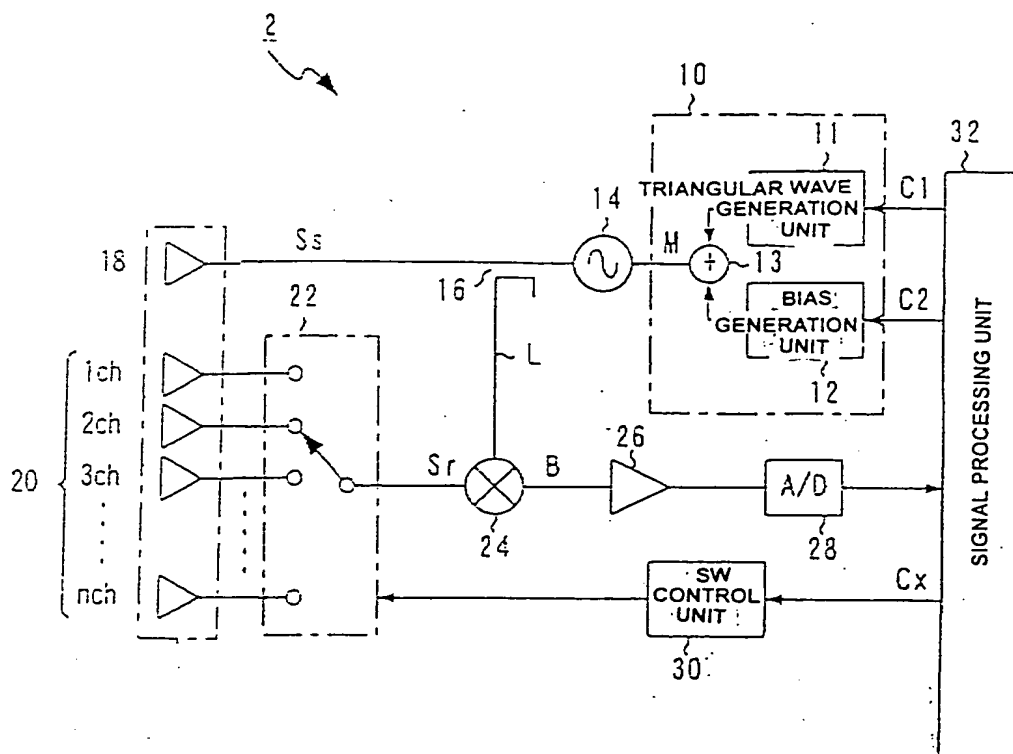 2
10
32
11
TRIANGULAR WAVE
GENERATION
UNIT
C1
14
Ss
M
13
18
16
BIAS
GENERATION
UNIT
C2
12
22
L
1ch
2ch
3ch
nch
20
Sr
24
B
26
A/D
28
SW
CONTROL
UNIT
30
Cx
SIGNAL PROCESSING UNIT